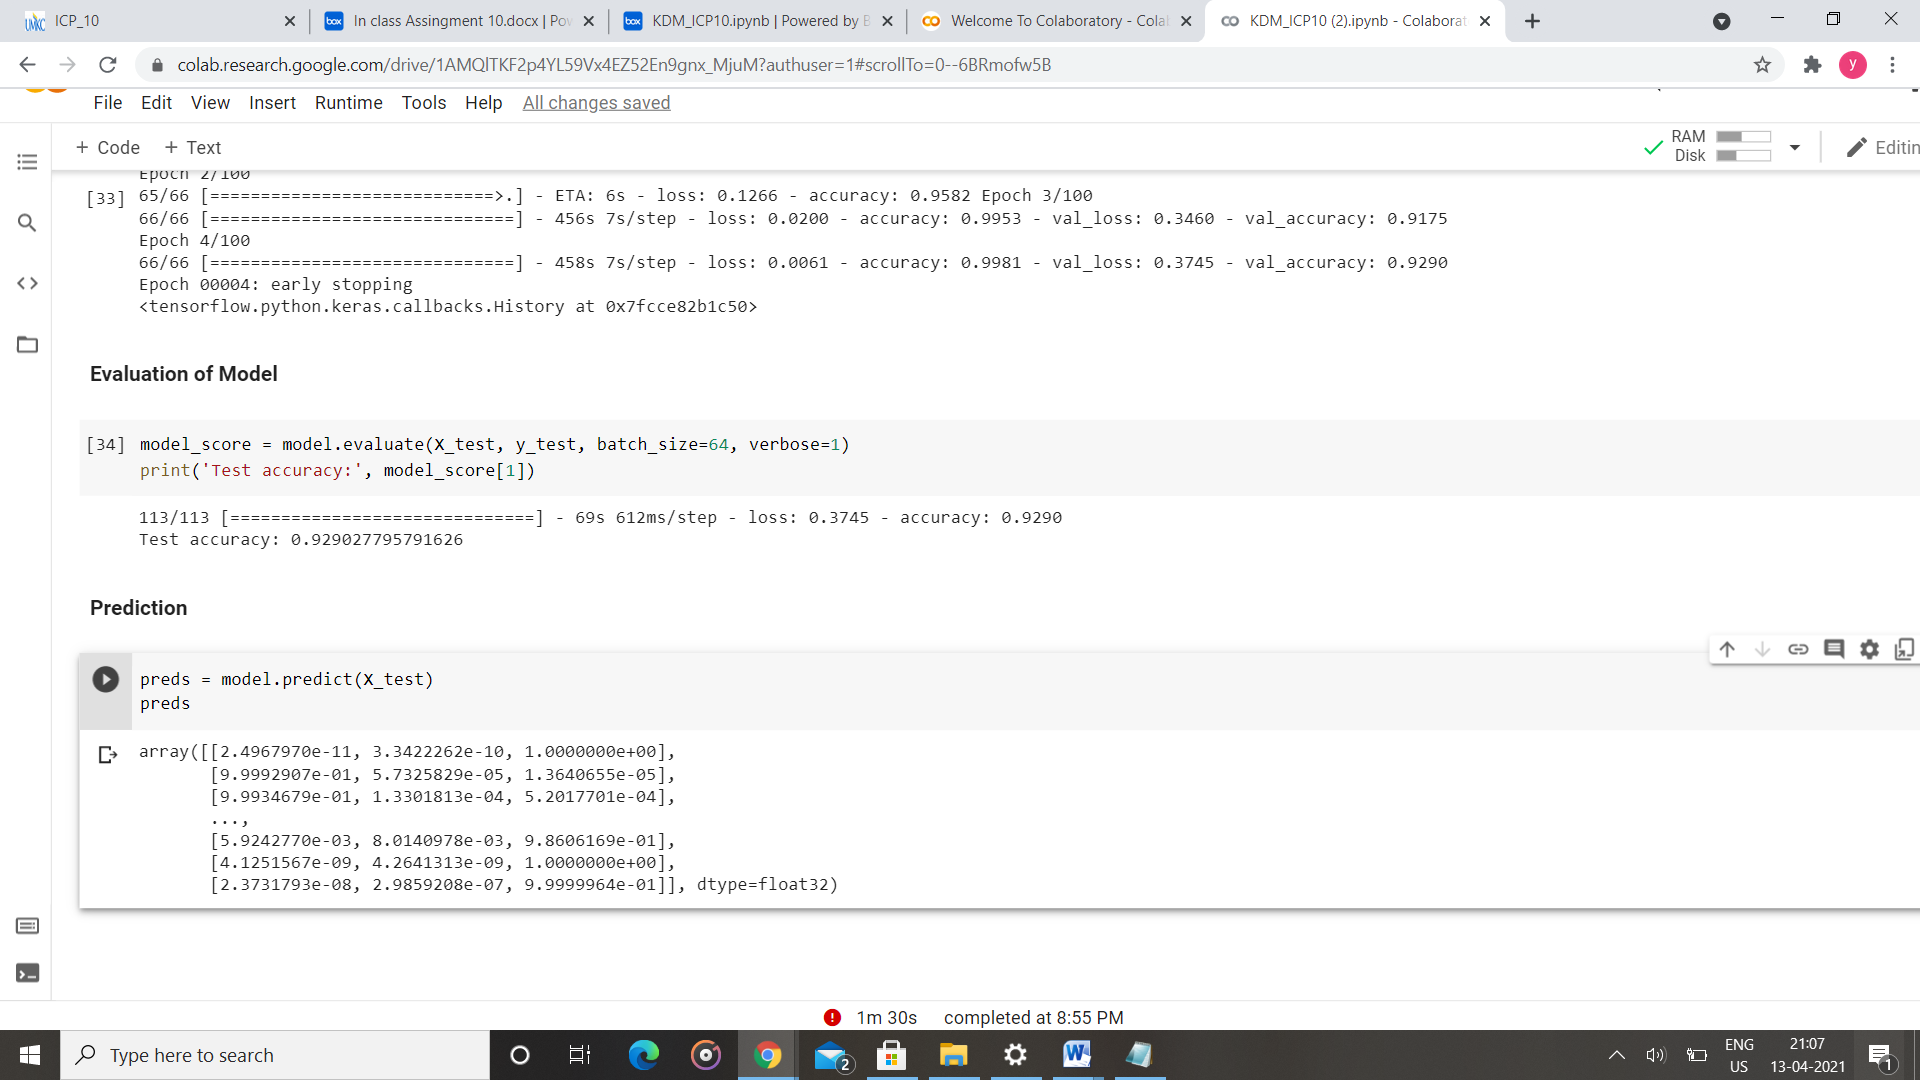 ICP_10
In class Assingment 10.docx | Pow
KDM_ICP10.ipynb | Powered by B
Welcome To Colaboratory - Colal
KDM_ICP10 (2).ipynb - Colaborat
colab.research.google.com/drive/1AMQlTKF2p4YL59Vx4EZ52En9gnx_MjuM?authuser=1#scrollTo=0--6BRmofw5B
y
File Edit View Insert Runtime Tools Help All changes saved
+ Code + Text
RAM
Disk
Editin
Epoch 2/100
[33] 65/66 [============================>.] - ETA: 6s - loss: 0.1266 - accuracy: 0.9582 Epoch 3/100
66/66 [==============================] - 456s 7s/step - loss: 0.0200 - accuracy: 0.9953 - val_loss: 0.3460 - val_accuracy: 0.9175
Epoch 4/100
66/66 [==============================] - 458s 7s/step - loss: 0.0061 - accuracy: 0.9981 - val_loss: 0.3745 - val_accuracy: 0.9290
Epoch 00004: early stopping
<tensorflow.python.keras.callbacks.History at 0x7fcce82b1c50>
Evaluation of Model
[34] model_score = model.evaluate(X_test, y_test, batch_size=64, verbose=1)
print('Test accuracy:', model_score[1])
113/113 [==============================] - 69s 612ms/step - loss: 0.3745 - accuracy: 0.9290
Test accuracy: 0.929027795791626
Prediction
preds = model.predict(X_test)
preds
array([[2.4967970e-11, 3.3422262e-10, 1.0000000e+00],
[9.9992907e-01, 5.7325829e-05, 1.3640655e-05],
[9.9934679e-01, 1.3301813e-04, 5.2017701e-04],
...,
[5.9242770e-03, 8.0140978e-03, 9.8606169e-01],
[4.1251567e-09, 4.2641313e-09, 1.0000000e+00],
[2.3731793e-08, 2.9859208e-07, 9.9999964e-01]], dtype=float32)
1m 30s completed at 8:55 PM
Type here to search
2
ENG
US
21:07
13-04-2021
1